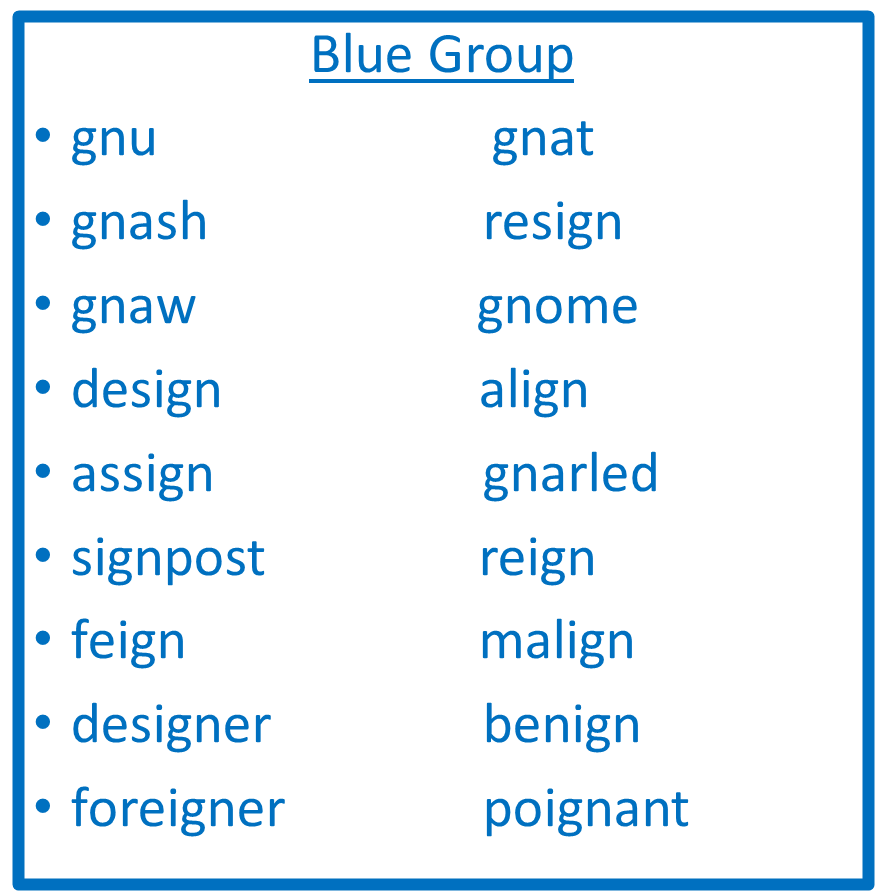 Blue Group
• gnu gnat
• gnash resign
• gnaw gnome
• design align
• assign gnarled
• signpost reign
• feign malign
• designer benign
• foreigner poignant